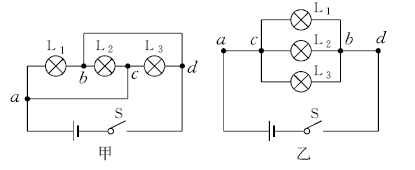 L₁ L₂ L₃
a b c d
S
甲
L₁
a c L₂ b d
L₃
S
乙